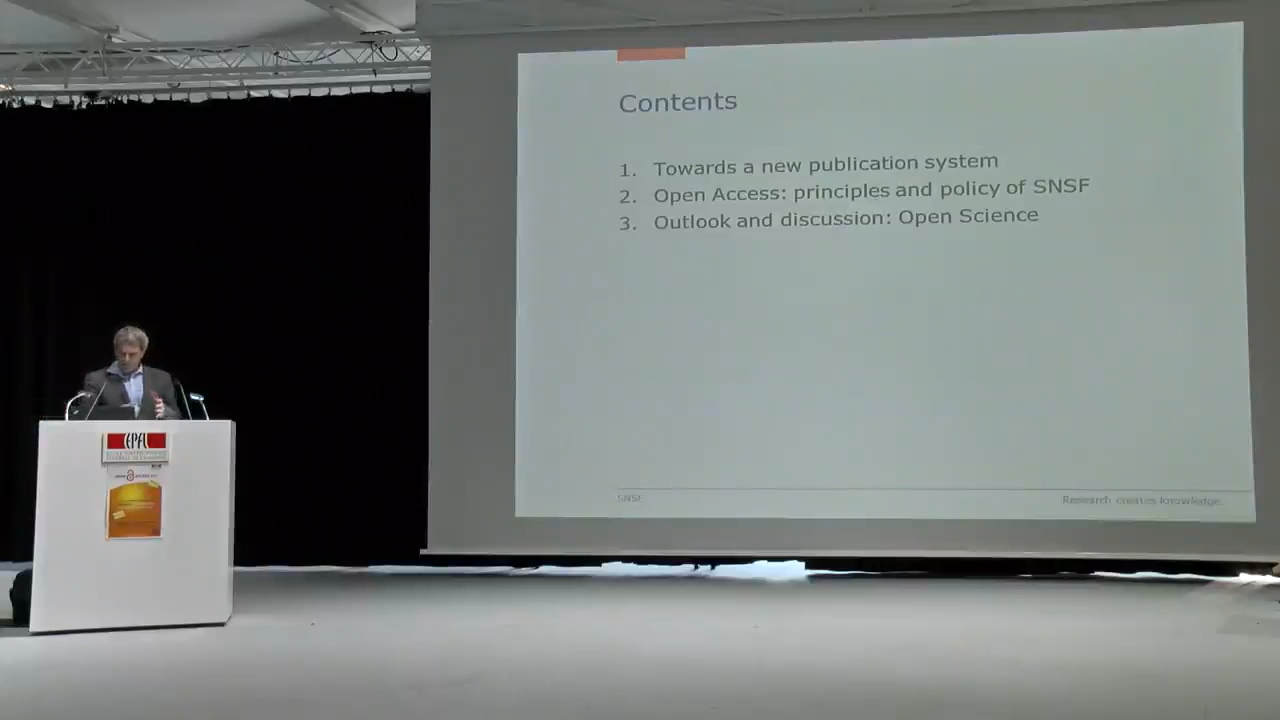 Contents
1. Towards a new publication system
2. Open Access: principles and policy of SNSF
3. Outlook and discussion: Open Science
SNSF
Research creates knowledge.
EPFL